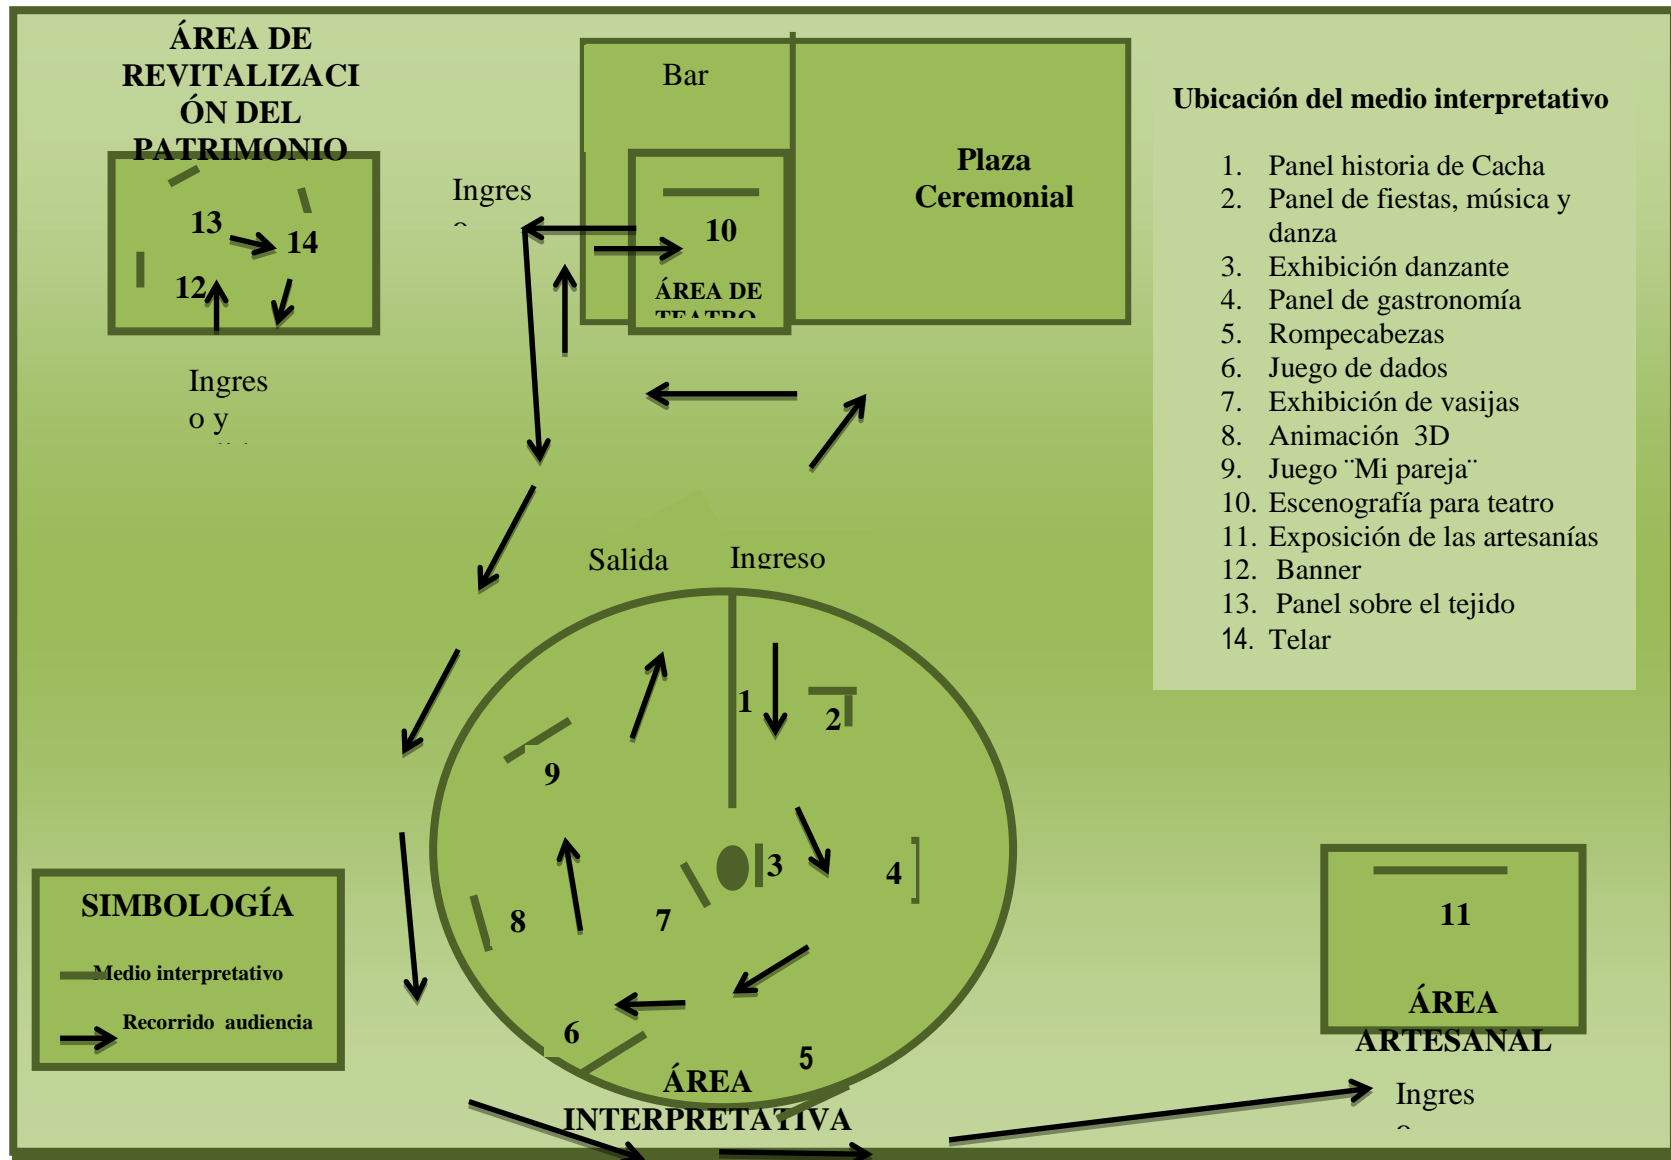 ÁREA DE
REVITALIZACI
ÓN DEL
PATRIMONIO
13
14
12
Ingres
o y
Bar
Plaza
Ceremonial
Ingres
10
ÁREA DE
TEATRO
Ubicación del medio interpretativo
1. Panel historia de Cacha
2. Panel de fiestas, música y
danza
3. Exhibición danzante
4. Panel de gastronomía
5. Rompecabezas
6. Juego de dados
7. Exhibición de vasijas
8. Animación 3D
9. Juego ¨Mi pareja¨
10. Escenografía para teatro
11. Exposición de las artesanías
12. Banner
13. Panel sobre el tejido
14. Telar
Salida
Ingreso
1
2
9
3
4
8
7
6
5
ÁREA
INTERPRETATIVA
SIMBOLOGÍA
Medio interpretativo
Recorrido audiencia
11
ÁREA
ARTESANAL
Ingres